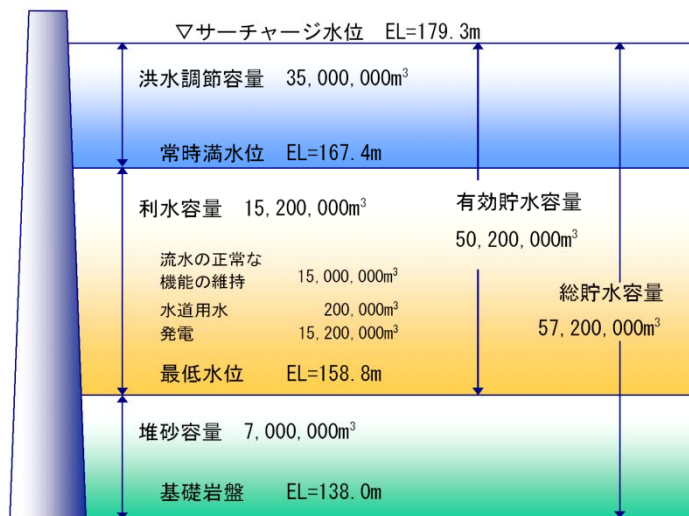 ▽サーチャージ水位 EL=179.3m
洪水調節容量 35,000,000m³
常時満水位 EL=167.4m
利水容量 15,200,000m³
流水の正常な
機能の維持 15,000,000m³
水道用水 200,000m³
発電 15,200,000m³
最低水位 EL=158.8m
有効貯水容量
50,200,000m³
総貯水容量
57,200,000m³
堆砂容量 7,000,000m³
基礎岩盤 EL=138.0m